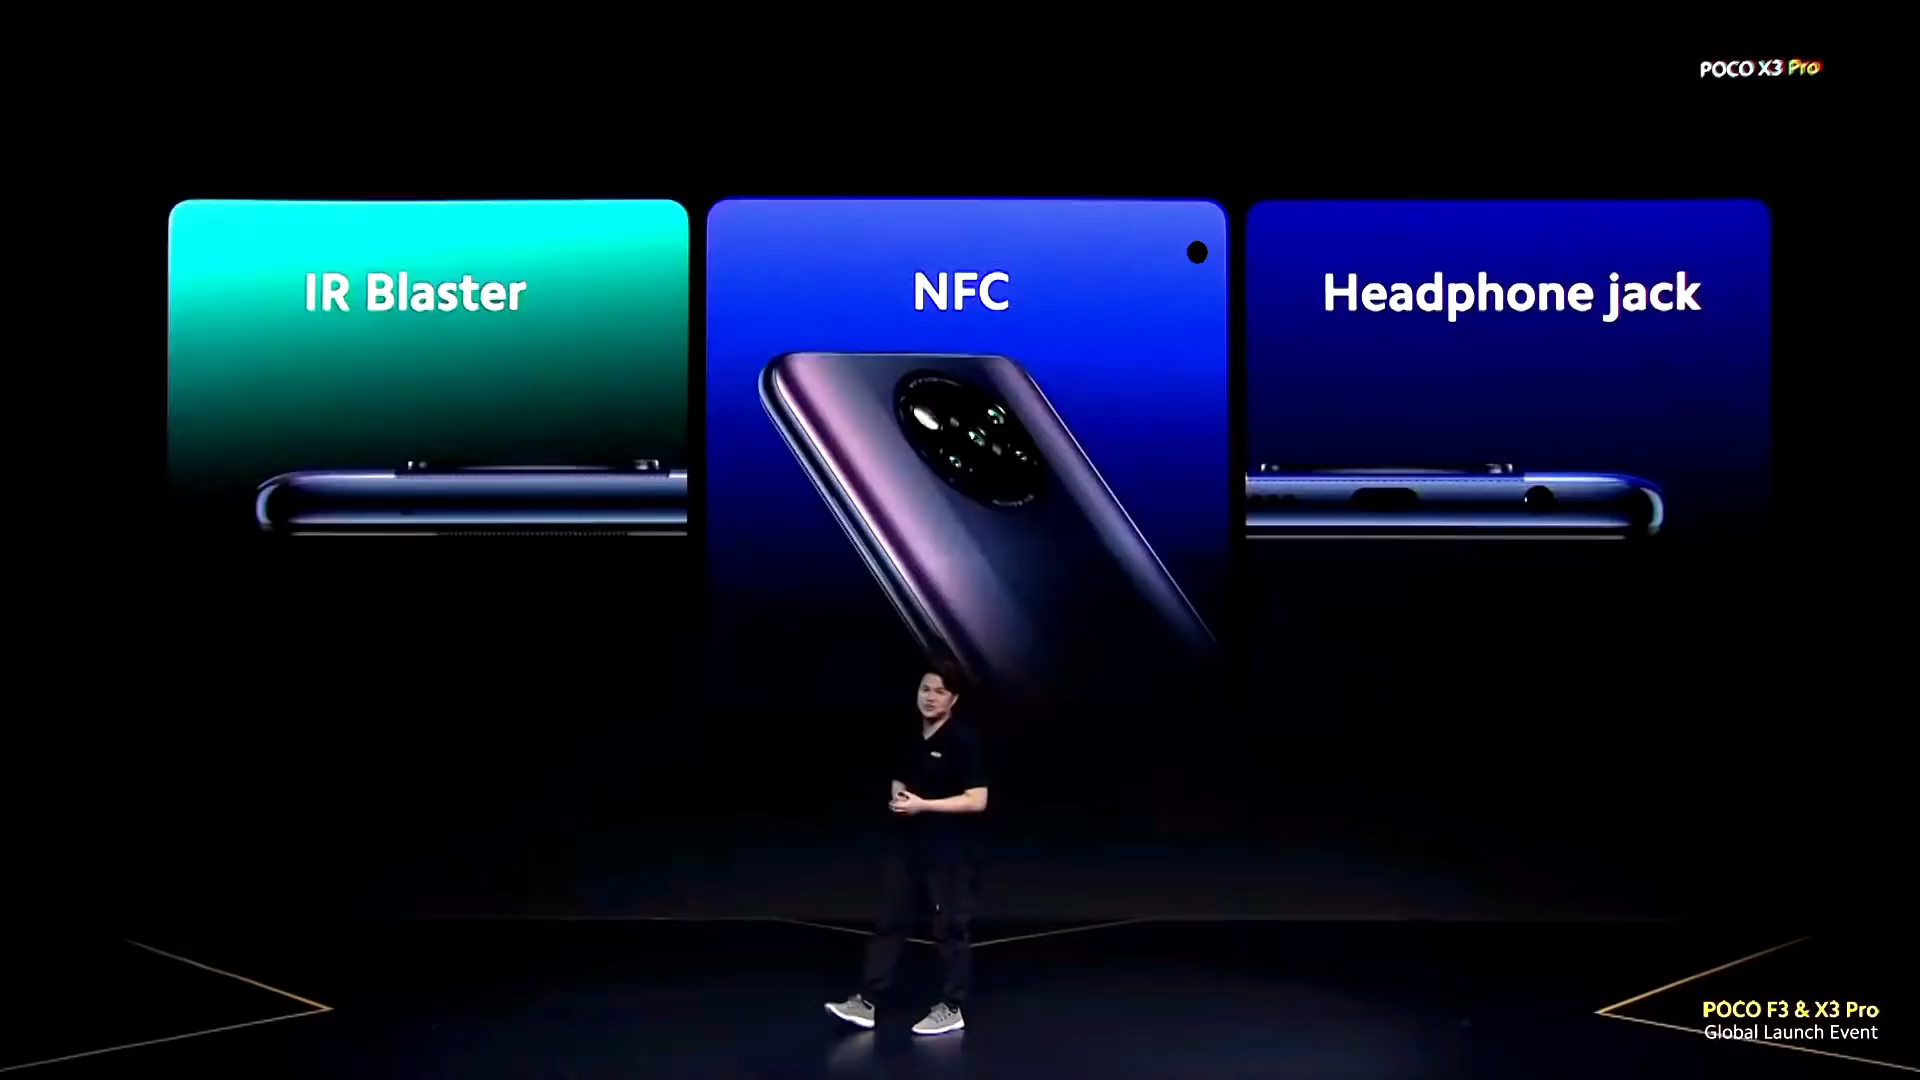 POCO X3 Pro
IR Blaster
NFC
Headphone jack
POCO F3 & X3 Pro
Global Launch Event